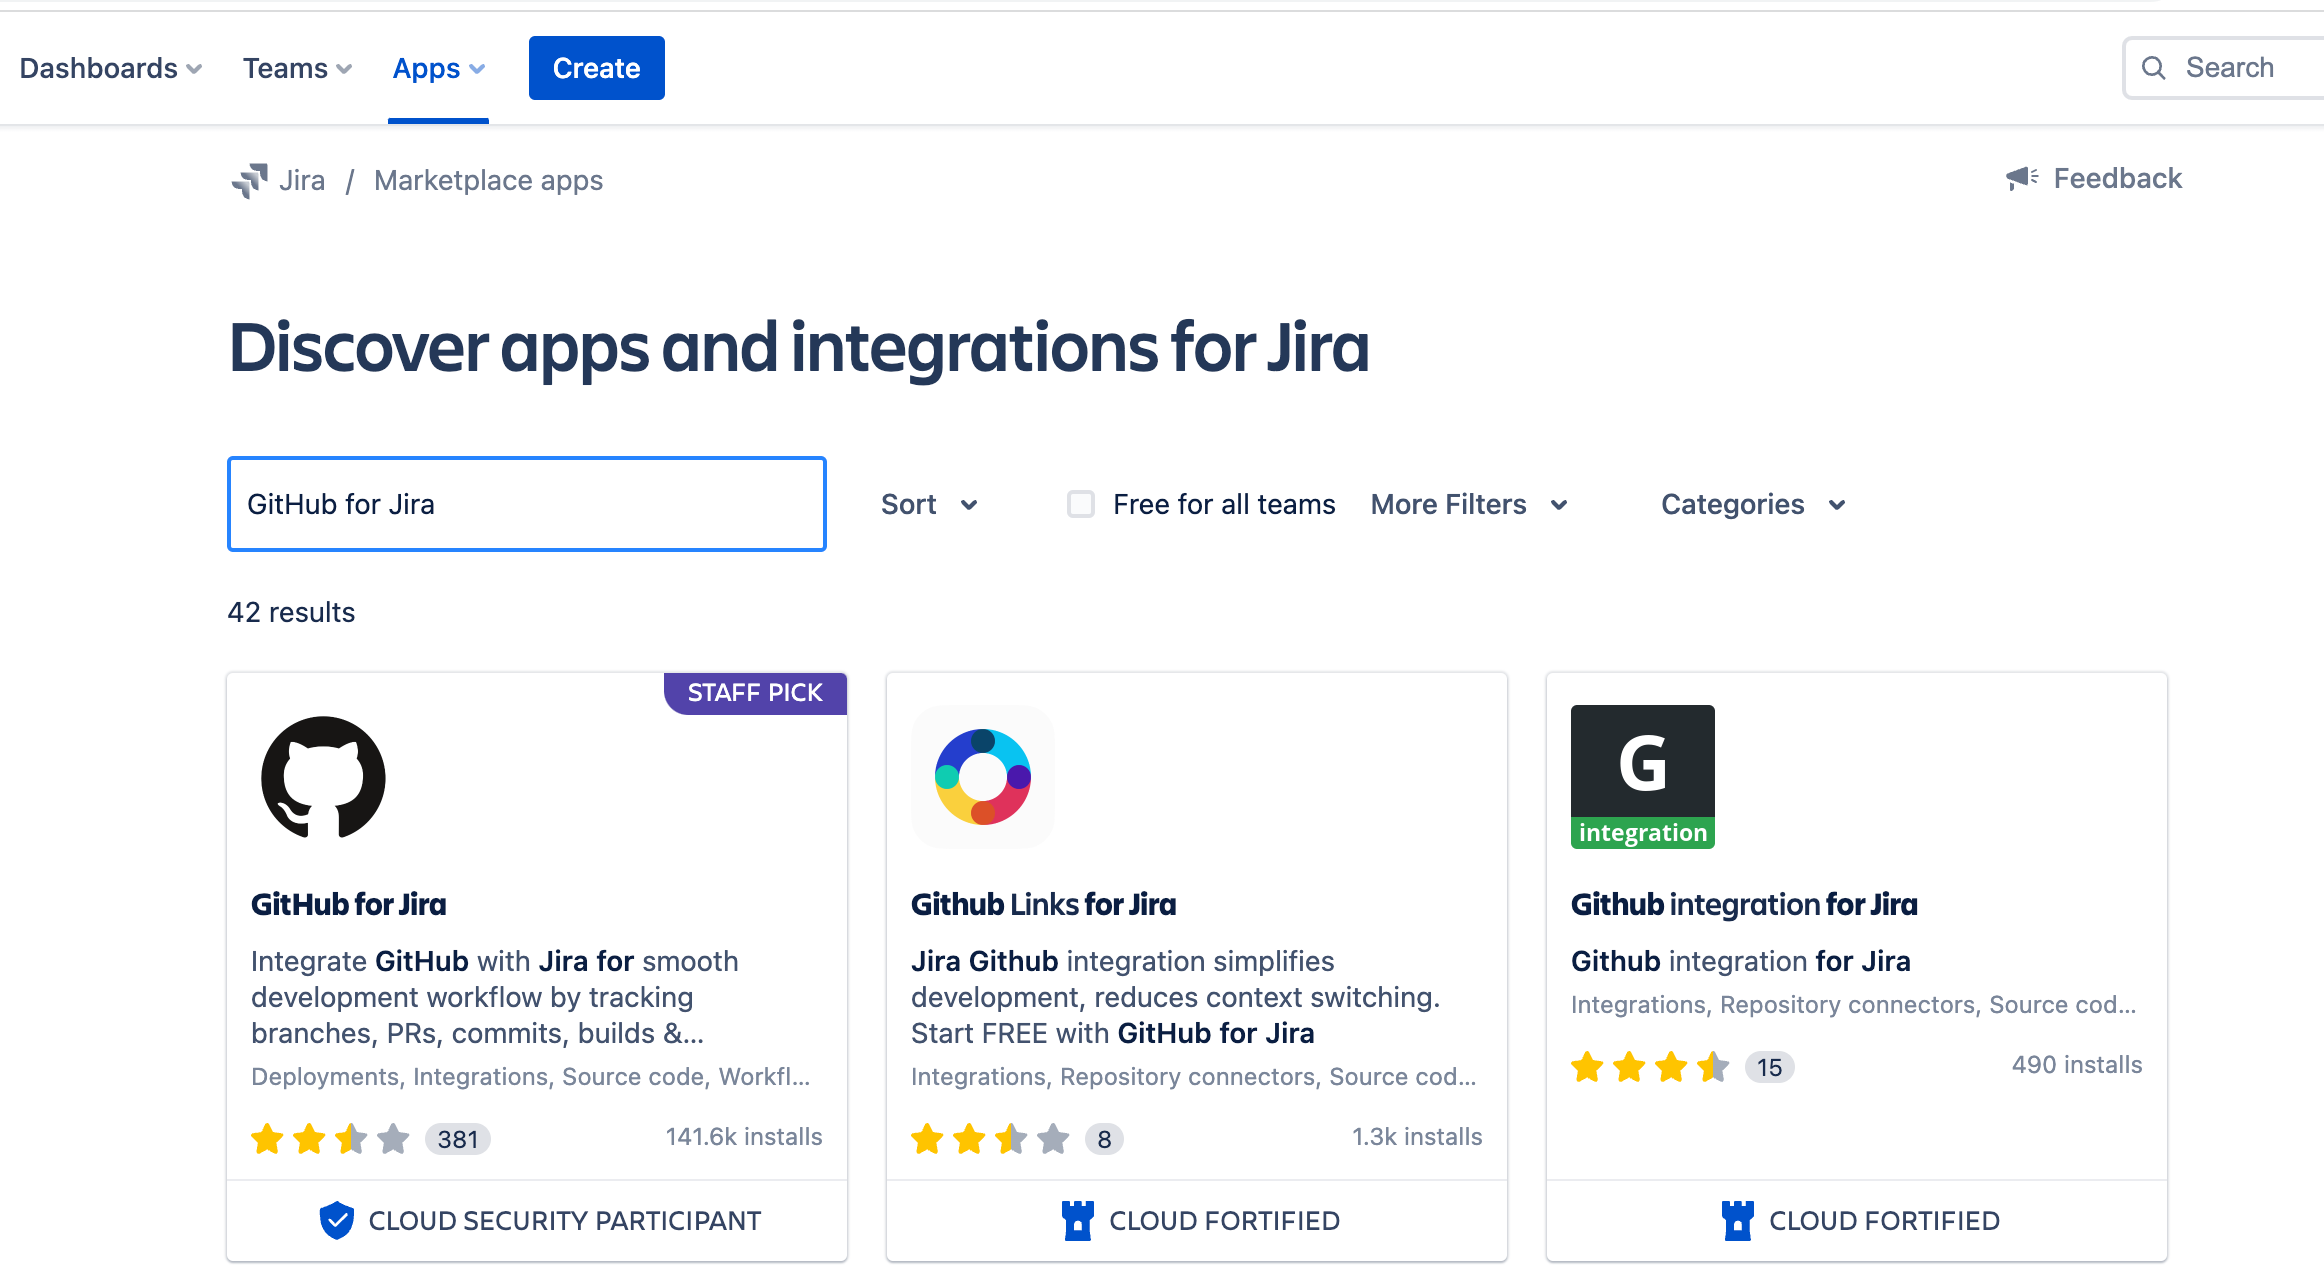 Dashboards Teams Apps Create Search
Jira / Marketplace apps Feedback
Discover apps and integrations for Jira
GitHub for Jira Sort Free for all teams More Filters Categories
42 results
STAFF PICK
GitHub for Jira
Integrate GitHub with Jira for smooth
development workflow by tracking
branches, PRs, commits, builds &...
Deployments, Integrations, Source code, Workfl...
381 141.6k installs
CLOUD SECURITY PARTICIPANT
Github Links for Jira
Jira Github integration simplifies
development, reduces context switching.
Start FREE with GitHub for Jira
Integrations, Repository connectors, Source cod...
8 1.3k installs
CLOUD FORTIFIED
G
integration
Github integration for Jira
Github integration for Jira
Integrations, Repository connectors, Source cod...
15 490 installs
CLOUD FORTIFIED